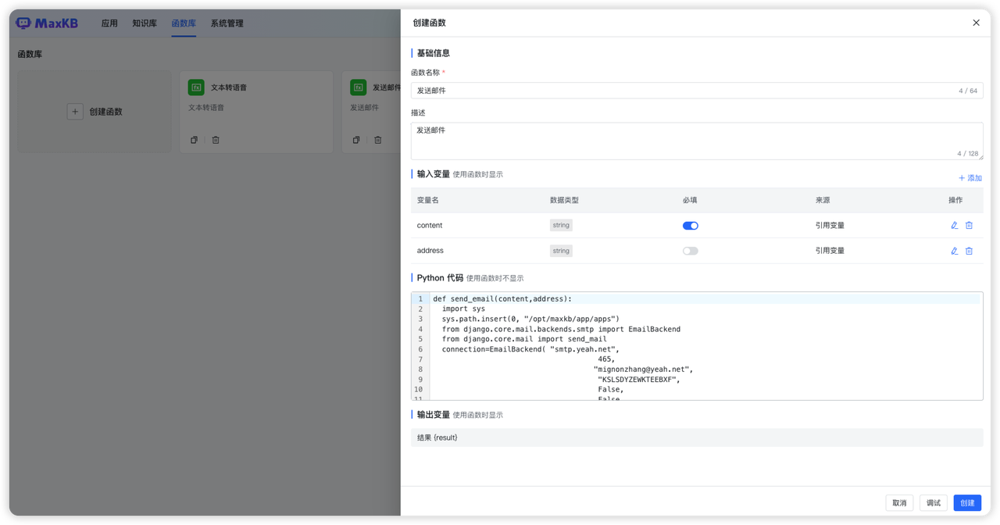 MaxKB 应用 知识库 函数库 系统管理
函数库
创建函数
文本转语音
文本转语音
发送邮件
发送邮件
创建函数
基础信息
函数名称 *
发送邮件 4 / 64
描述
发送邮件
4 / 128
输入变量 使用函数时显示
+ 添加
变量名 数据类型 必填 来源 操作
content string 引用变量
address string 引用变量
Python 代码 使用函数时不显示
1 def send_email(content,address):
2   import sys
3   sys.path.insert(0, "/opt/maxkb/app/apps")
4   from django.core.mail.backends.smtp import EmailBackend
5   from django.core.mail import send_mail
6   connection=EmailBackend( "smtp.yeah.net",
7                                       465,
8                                      "mignonzhang@yeah.net",
9                                       "KSLSDYZEWKTEEBXF",
10                                      False,
11                                      False
输出变量 使用函数时显示
结果 {result}
取消 调试 创建